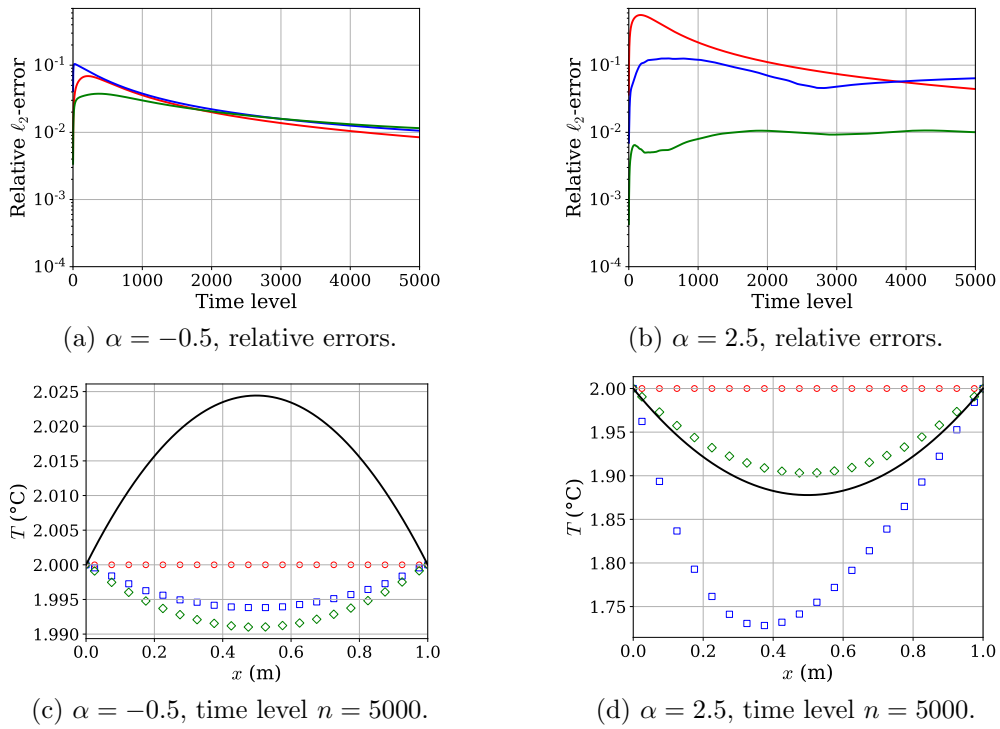 Relative ℓ₂-error
10⁻¹
10⁻²
10⁻³
10⁻⁴
0 1000 2000 3000 4000 5000
Time level
(a) α = −0.5, relative errors.
Relative ℓ₂-error
10⁻¹
10⁻²
10⁻³
10⁻⁴
0 1000 2000 3000 4000 5000
Time level
(b) α = 2.5, relative errors.
T (°C)
2.025
2.020
2.015
2.010
2.005
2.000
1.995
1.990
0.0 0.2 0.4 0.6 0.8 1.0
x (m)
(c) α = −0.5, time level n = 5000.
T (°C)
2.00
1.95
1.90
1.85
1.80
1.75
0.0 0.2 0.4 0.6 0.8 1.0
x (m)
(d) α = 2.5, time level n = 5000.